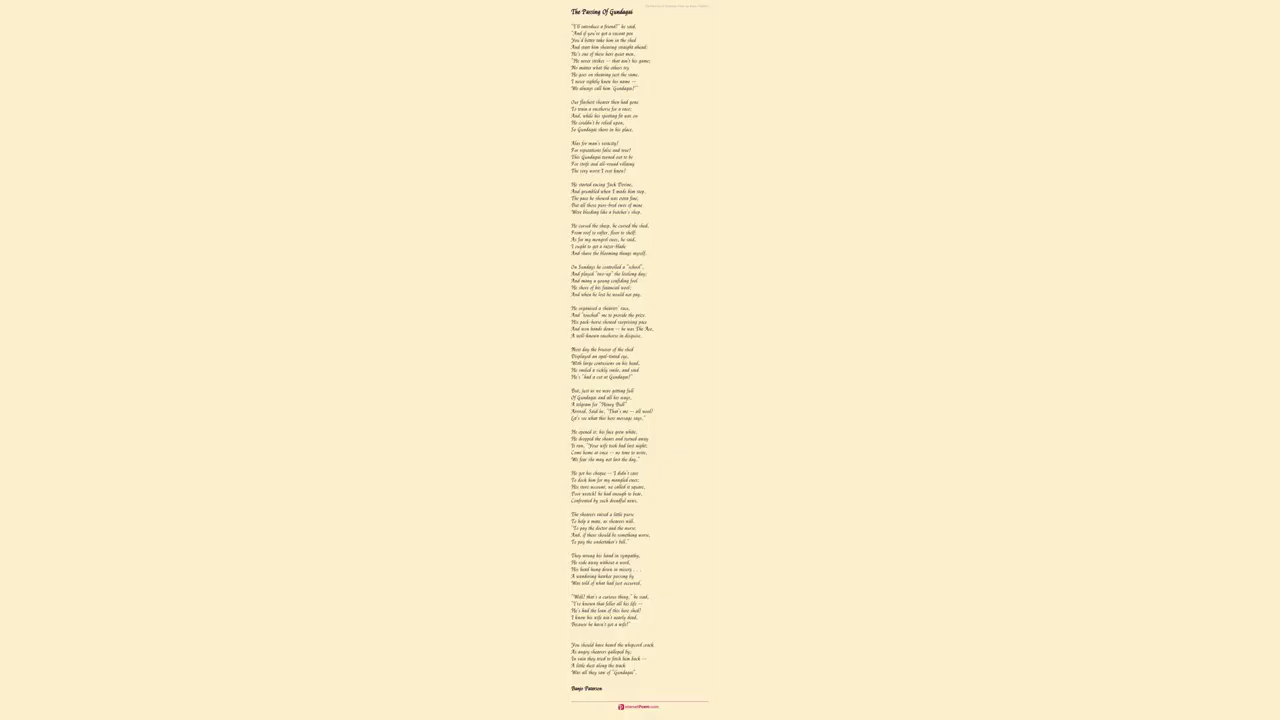 The Passing Of Gundagai
"I'll introduce a friend!" he said,
"And if you've got a vacant pen
You'd better take him in the shed
And start him shearing straight ahead;
He's one of these here quiet men.
"He never strikes -- that ain't his game;
No matter what the others try
He goes on shearing just the same.
I never rightly knew his name --
We always call him 'Gundagai!'"
Our flashest shearer then had gone
To train a racehorse for a race;
And, while his sporting fit was on
He couldn't be relied upon,
So Gundagai shore in his place.
Alas for man's veracity!
For reputations false and true!
This Gundagai turned out to be
For strife and all-round villainy
The very worst I ever knew!
He started racing Jack Devine,
And grumbled when I made him stop.
The pace he showed was extra fine,
But all those pure-bred ewes of mine
Were bleeding like a butcher's shop.
He cursed the sheep, he cursed the shed,
From roof to rafter, floor to shelf:
As for my mongrel ewes, he said,
I ought to get a razor-blade
And shave the blooming things myself.
On Sundays he controlled a "school",
And played "two-up" the livelong day;
And many a young confiding fool
He shore of his financial wool;
And when he lost he would not pay.
He organised a shearers' race,
And "touched" me to provide the prize.
His pack-horse showed surprising pace
And won hands down -- he was The Ace,
A well-known racehorse in disguise.
Next day the bruiser of the shed
Displayed an opal-tinted eye,
With large contusions on his head,
He smiled a sickly smile, and said
He's "had a cut at Gundagai!"
But, just as we were getting full
Of Gundagai and all his ways,
A telegram for "Henry Bull"
Arrived. Said he, "That's me -- all wool!
Let's see what this here message says."
He opened it; his face grew white,
He dropped the shears and turned away
It ran, "Your wife took bad last night;
Come home at once -- no time to write,
We fear she may not last the day."
He got his cheque -- I didn't care
To dock him for my mangled ewes;
His store account, we called it square,
Poor wretch! he had enough to bear,
Confronted by such dreadful news.
The shearers raised a little purse
To help a mate, as shearers will.
"To pay the doctor and the nurse.
And, if there should be something worse,
To pay the undertaker's bill."
They wrung his hand in sympathy,
He rode away without a word,
His head hung down in misery . . .
A wandering hawker passing by
Was told of what had just occurred.
"Well! that's a curious thing," he said,
"I've known that feller all his life --
He's had the loan of this here shed!
I know his wife ain't nearly dead,
Because he hasn't got a wife!"
You should have heard the whipcord crack
As angry shearers galloped by;
In vain they tried to fetch him back --
A little dust along the track
Was all they saw of "Gundagai".
Banjo Paterson
InternetPoem.com